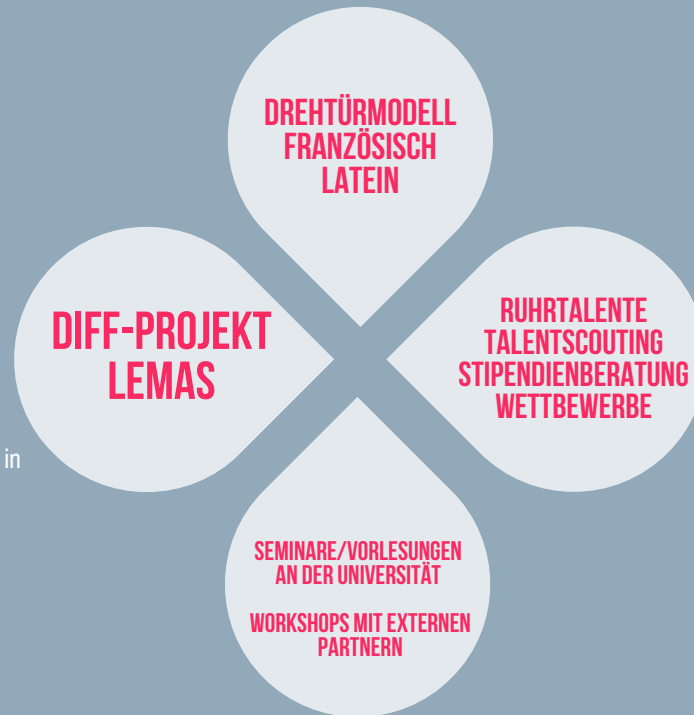 DREHTÜRMODELL
FRANZÖSISCH
LATEIN
DIFF-PROJEKT
LEMAS
RUHRTALENTE
TALENTSCOUTING
STIPENDIENBERATUNG
WETTBEWERBE
in
SEMINARE/VORLESUNGEN
AN DER UNIVERSITÄT
WORKSHOPS MIT EXTERNEN
PARTNERN